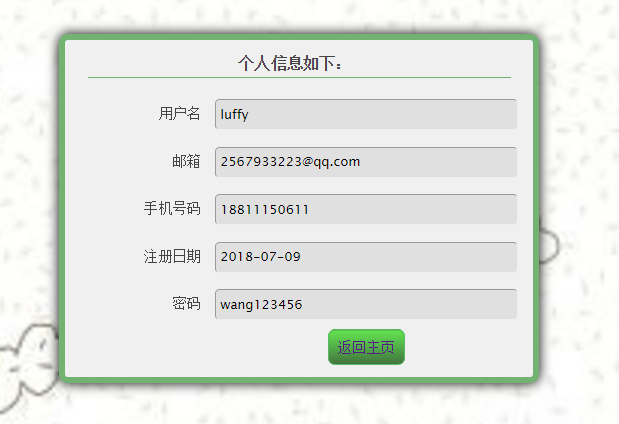 个人信息如下：
用户名 luffy
邮箱 2567933223@qq.com
手机号码 18811150611
注册日期 2018-07-09
密码 wang123456
返回主页